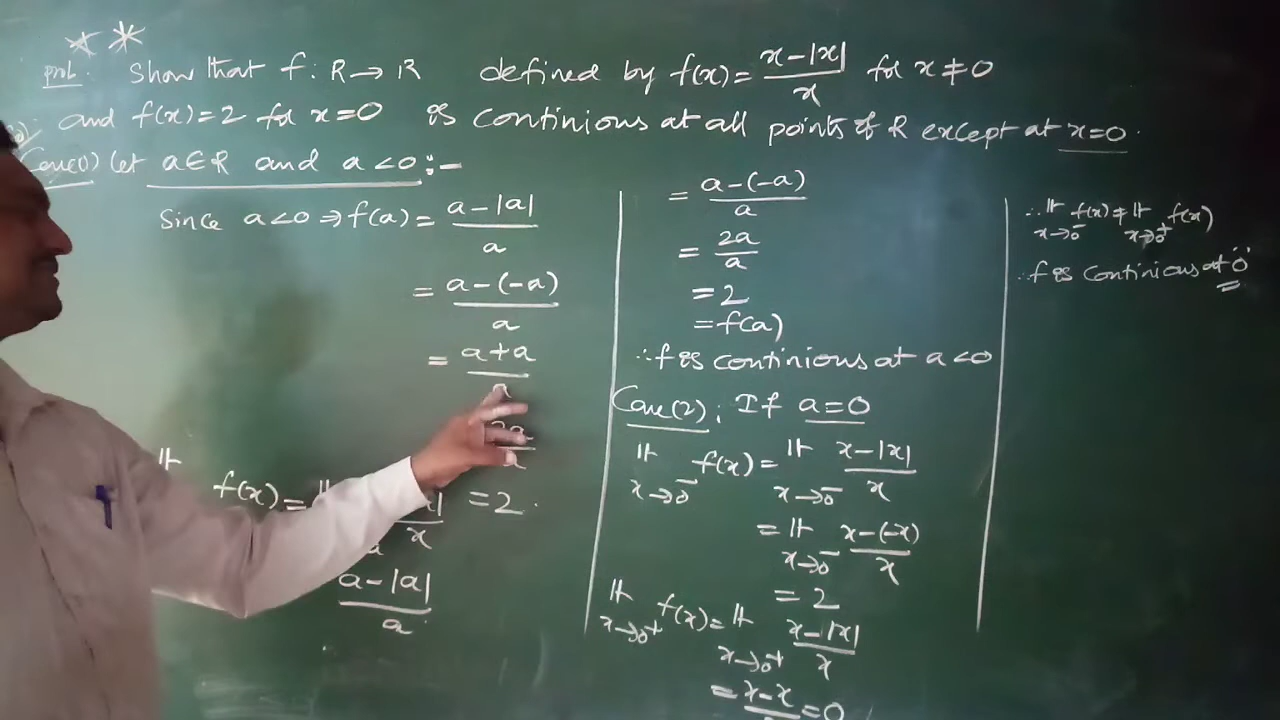 prob. Show that f: R→R defined by f(x)= x-|x| / x for x≠0
and f(x)=2 for x=0 is continious at all points of R except at x=0.
Case(1) Let a∈R and a<0:-
Since a<0 ⇒ f(a)= a-|a| / a
= a-(-a) / a
= a+a / a
= 2a / a
=2.
lt f(x)= lt
a-|a| / a
= a-(-a) / a
= 2a / a
=2
=f(a)
∴f is continious at a<0
Case(2); If a=0
lt x→0⁻ f(x)= lt x→0⁻ x-|x| / x
= lt x→0⁻ x-(-x) / x
= 2
lt x→0⁺ f(x)= lt x→0⁺ x-|x| / x
= x-x / x =0
∴ lt x→0⁻ f(x)≠ lt x→0⁺ f(x)
∴f is continious at 0